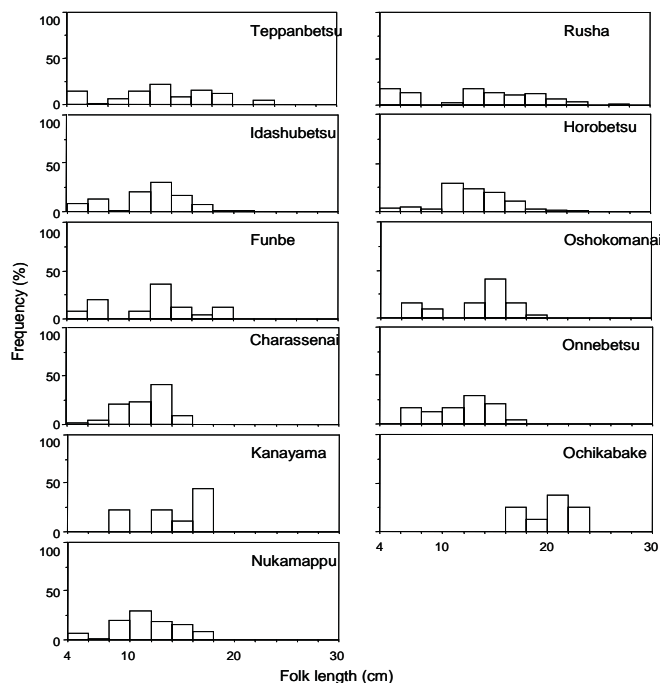 100
50
0
Teppanbetsu
Rusha
100
50
0
Idashubetsu
Horobetsu
100
50
0
Funbe
Oshokomanai
Frequency (%)
100
50
0
Charassenai
Onnebetsu
100
50
0
Kanayama
Ochikabake
4 10 20 30
100
50
0
Nukamappu
4 10 20 30
Folk length (cm)